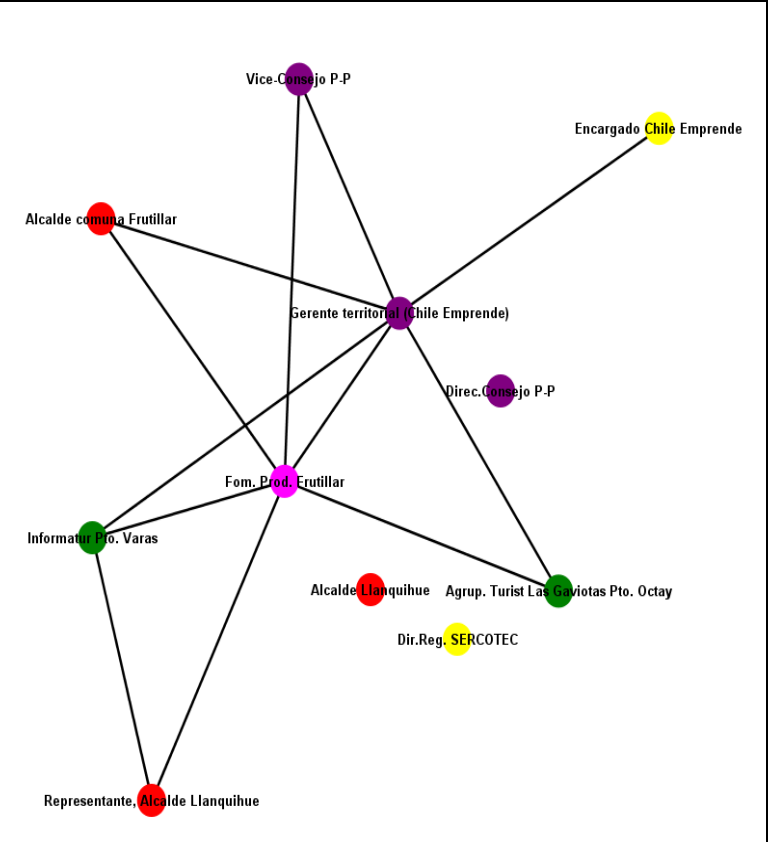 Vice-Consejo P-P
Encargado Chile Emprende
Alcalde comuna Frutillar
Gerente territorial (Chile Emprende)
Direc.Consejo P-P
Fom. Prod. Frutillar
Informatur Pto. Varas
Alcalde Llanquihue
Agrup. Turist Las Gaviotas Pto. Octay
Dir.Reg. SERCOTEC
Representante, Alcalde Llanquihue